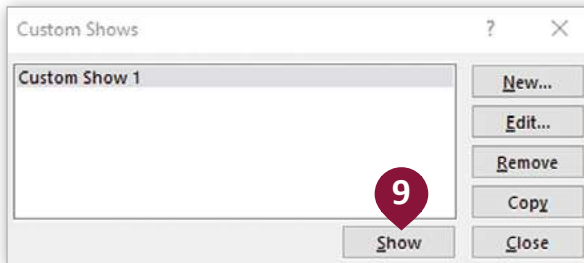 Custom Shows ? ×
Custom Show 1
New...
Edit...
Remove
Copy
9
Show
Close